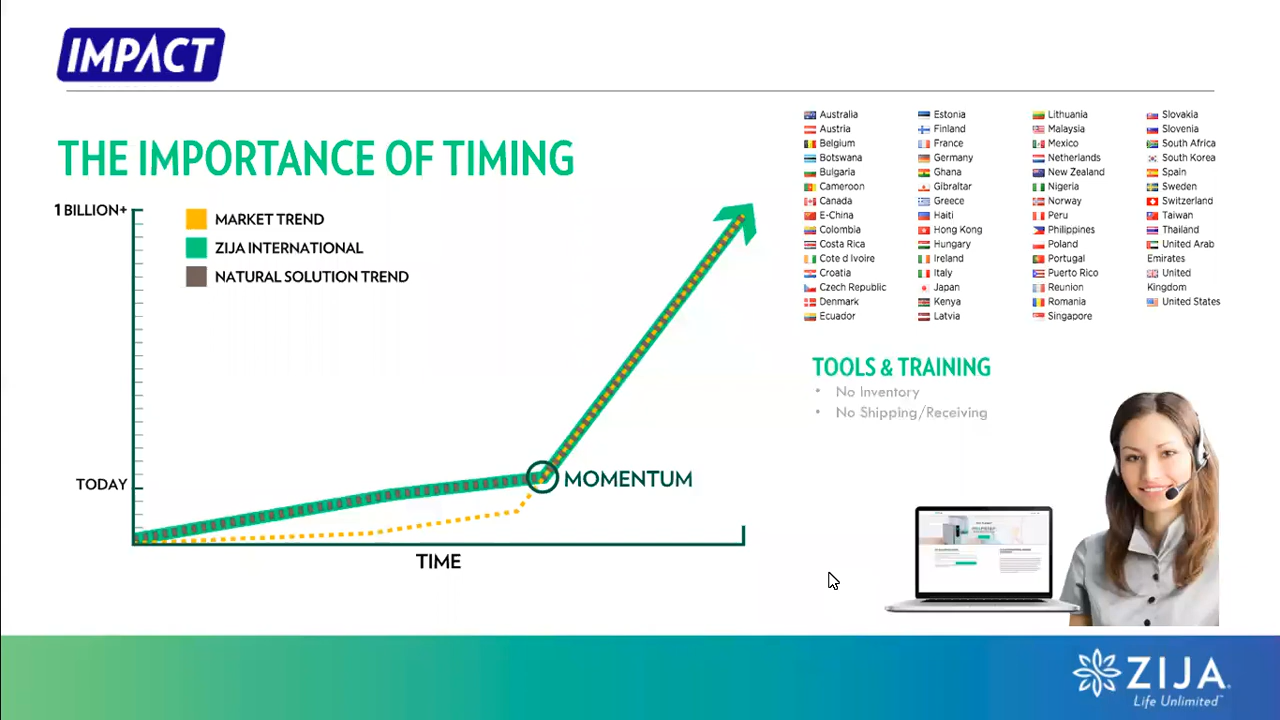 IMPACT
THE IMPORTANCE OF TIMING
1 BILLION+
MARKET TREND
ZIJA INTERNATIONAL
NATURAL SOLUTION TREND
TODAY
MOMENTUM
TIME
Australia
Austria
Belgium
Botswana
Bulgaria
Cameroon
Canada
E-China
Colombia
Costa Rica
Cote d Ivoire
Croatia
Czech Republic
Denmark
Ecuador
Estonia
Finland
France
Germany
Ghana
Gibraltar
Greece
Haiti
Hong Kong
Hungary
Ireland
Italy
Japan
Kenya
Latvia
Lithuania
Malaysia
Mexico
Netherlands
New Zealand
Nigeria
Norway
Peru
Philippines
Poland
Portugal
Puerto Rico
Reunion
Romania
Singapore
Slovakia
Slovenia
South Africa
South Korea
Spain
Sweden
Switzerland
Taiwan
Thailand
United Arab
Emirates
United
Kingdom
United States
TOOLS & TRAINING
• No Inventory
• No Shipping/Receiving
ZIJA
Life Unlimited™